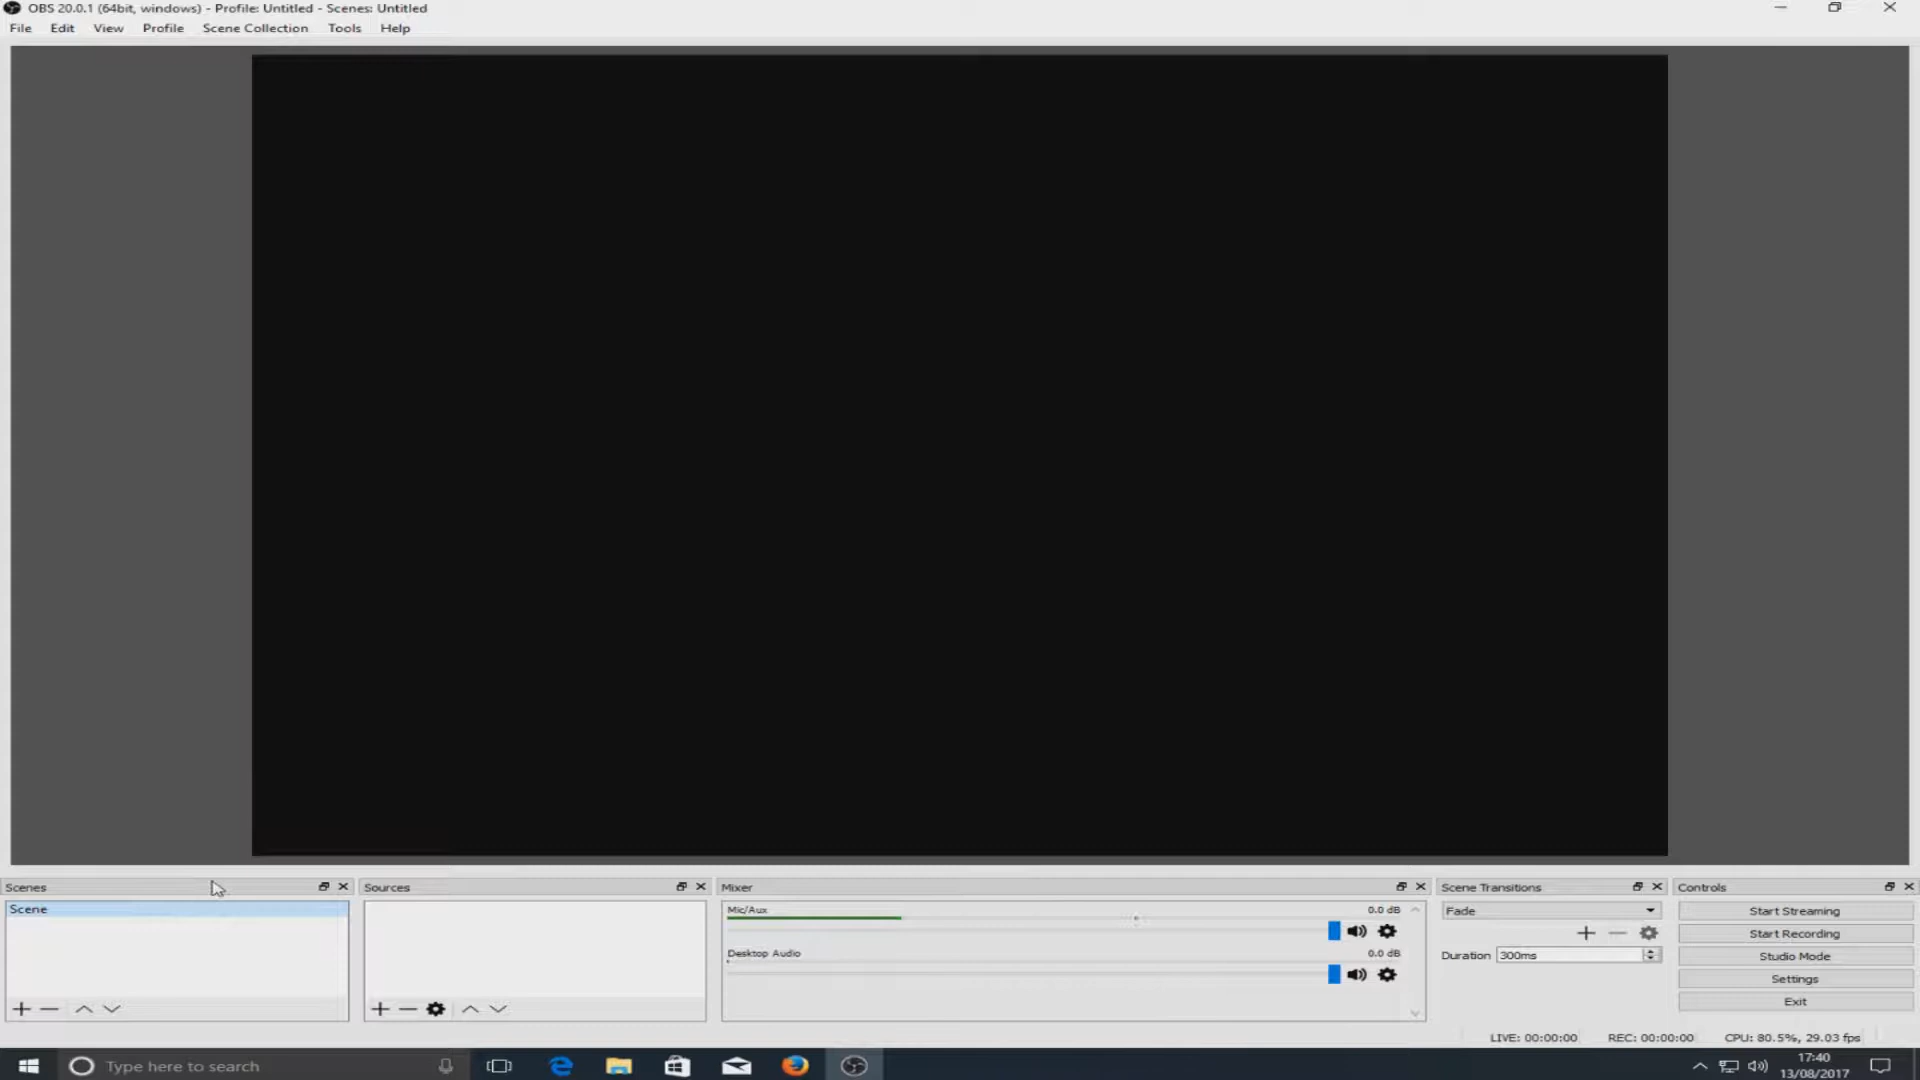 OBS 20.0.1 (64bit, windows) - Profile: Untitled - Scenes: Untitled
File Edit View Profile Scene Collection Tools Help
Scenes Sources Mixer Scene Transitions Controls
Scene
Mic/Aux 0.0 dB
Desktop Audio 0.0 dB
Fade
Duration 300ms
Start Streaming
Start Recording
Studio Mode
Settings
Exit
LIVE: 00:00:00 REC: 00:00:00 CPU: 80.5%, 29.03 fps
Type here to search
17:40
13/08/2017